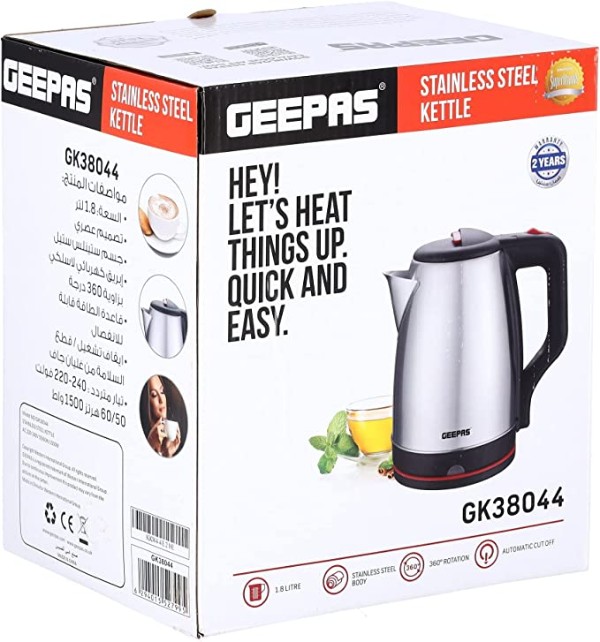 GEEPAS®
STAINLESS STEEL
KETTLE
GK38044
مواصفات المنتج:
• السعة: 1.8 لتر
• تصميم عصري
• جسم ستينلس ستيل
• إبريق كهربائي لاسلكي
بزاوية 360 درجة
• قاعدة الطاقة قابلة
للانفصال
• إيقاف تشغيل / قطع
السلامة من غليان جاف
• تيار متردد ، 240-220 فولت
60/50 هرتز 1500 واط
GK38044
GEEPAS®
STAINLESS STEEL
KETTLE
WARRANTY
2 YEARS
HEY!
LET'S HEAT
THINGS UP.
QUICK AND
EASY.
GEEPAS
GK38044
1.8 LITRE
STAINLESS STEEL
BODY
360°
360° ROTATION
AUTOMATIC CUT OFF